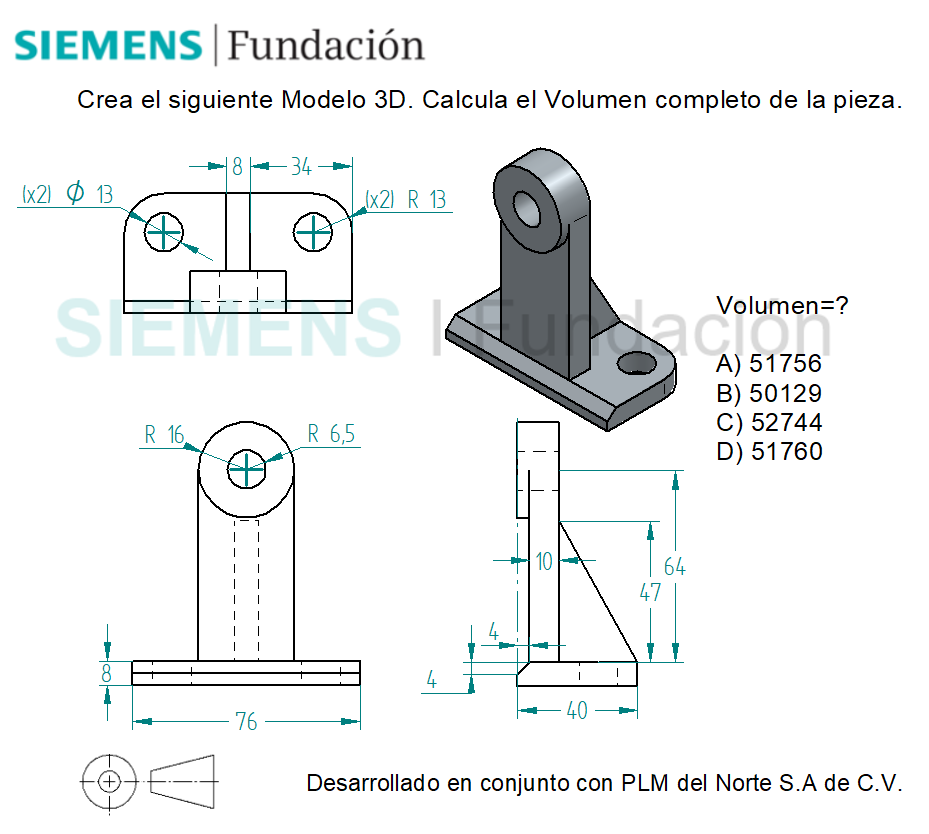 SIEMENS | Fundación
Crea el siguiente Modelo 3D. Calcula el Volumen completo de la pieza.
8 34
(x2) Φ 13
(x2) R 13
SIEMENS | Fundación
Volumen=?
A) 51756
B) 50129
C) 52744
D) 51760
R 16
R 6,5
10
64
47
4
4
8
76
40
Desarrollado en conjunto con PLM del Norte S.A de C.V.